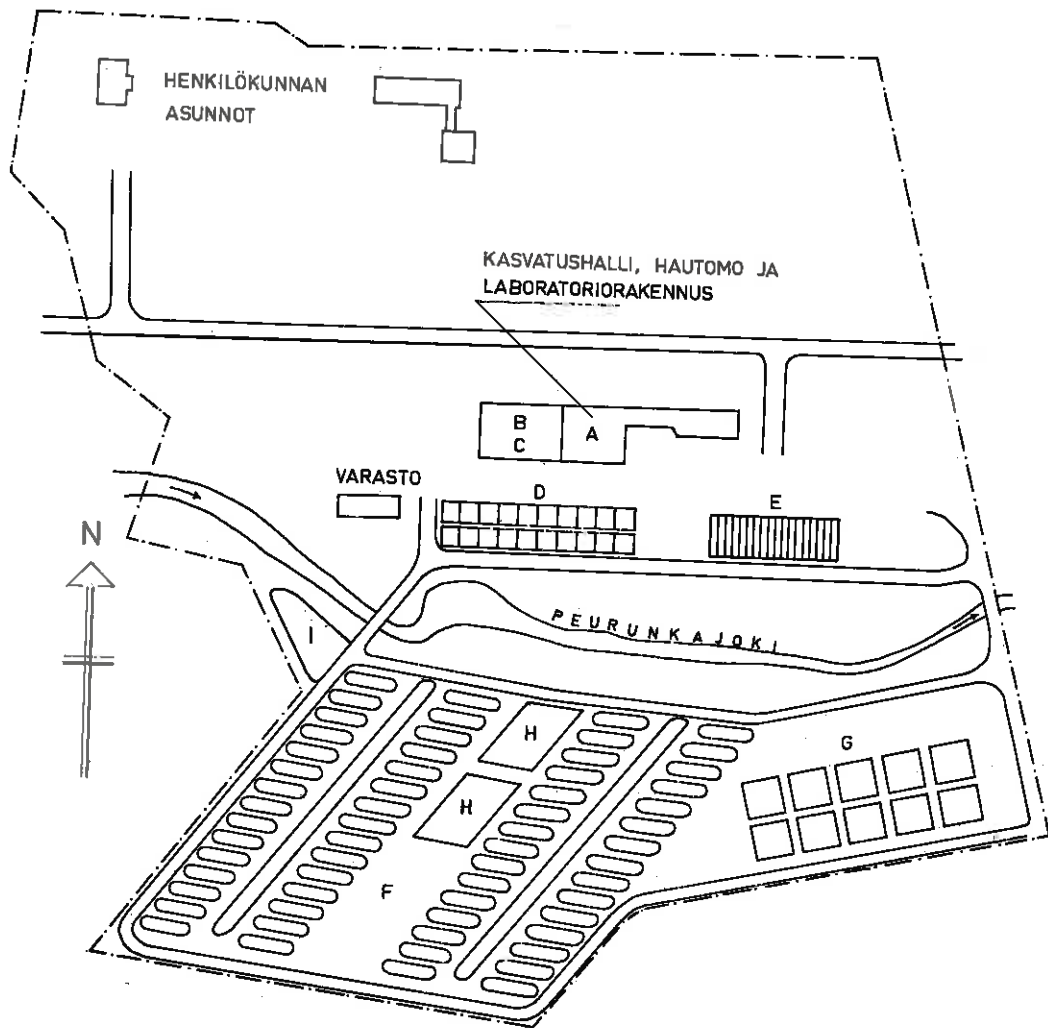 HENKILÖKUNNAN
ASUNNOT
KASVATUSHALLI, HAUTOMO JA
LABORATORIORAKENNUS
B
C
A
VARASTO
D
E
N
PEURUNKAJOKI
I
H
G
H
F